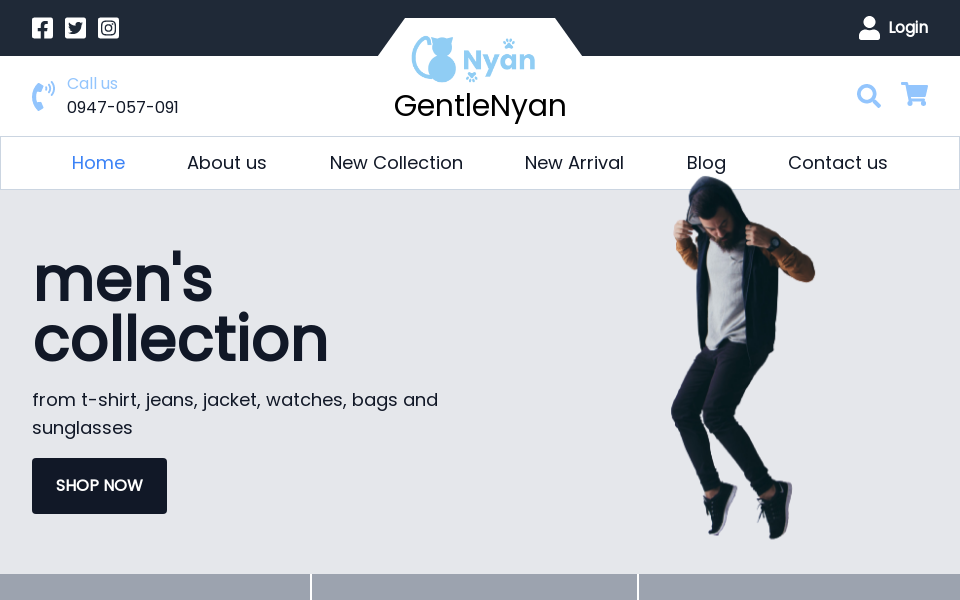 Login
Nyan
GentleNyan
Call us
0947-057-091
Home About us New Collection New Arrival Blog Contact us
men's
collection
from t-shirt, jeans, jacket, watches, bags and
sunglasses
SHOP NOW